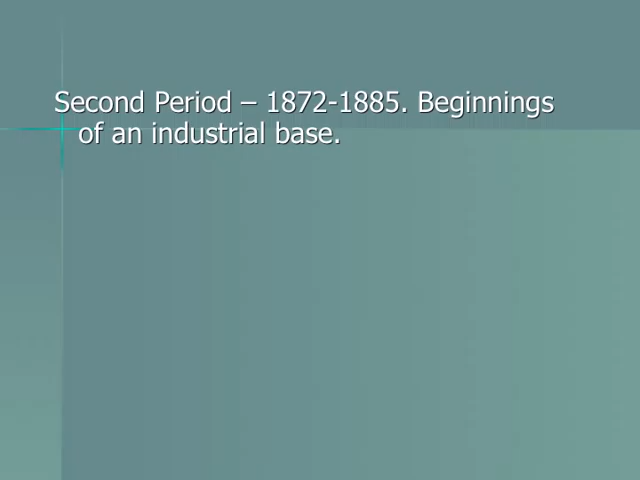 Second Period – 1872-1885. Beginnings
of an industrial base.